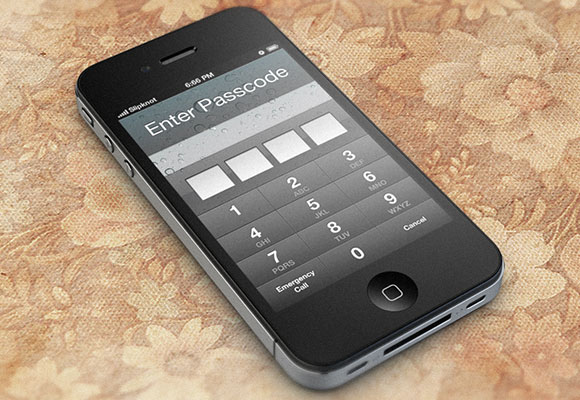 Slipknot
6:66 PM
Enter Passcode
1
2
ABC
3
DEF
4
GHI
5
JKL
6
MNO
7
PQRS
8
TUV
9
WXYZ
Emergency
Call
0
Cancel